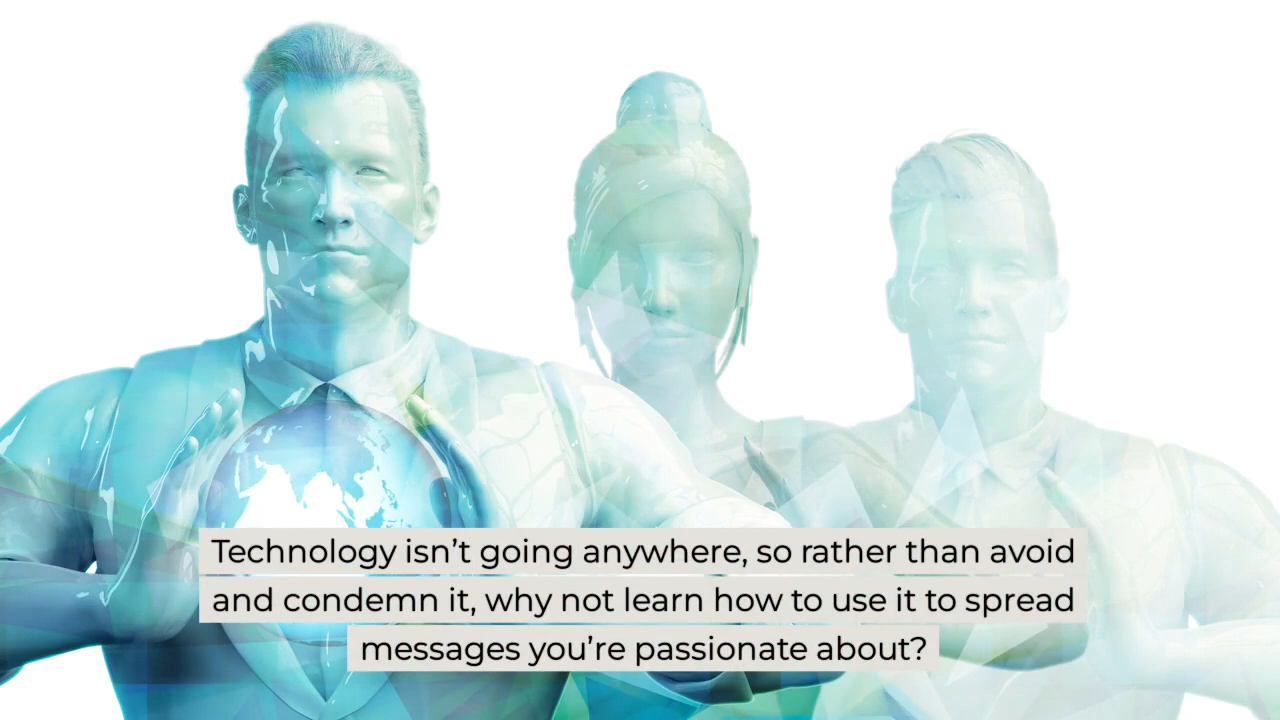 Technology isn’t going anywhere, so rather than avoid
and condemn it, why not learn how to use it to spread
messages you’re passionate about?